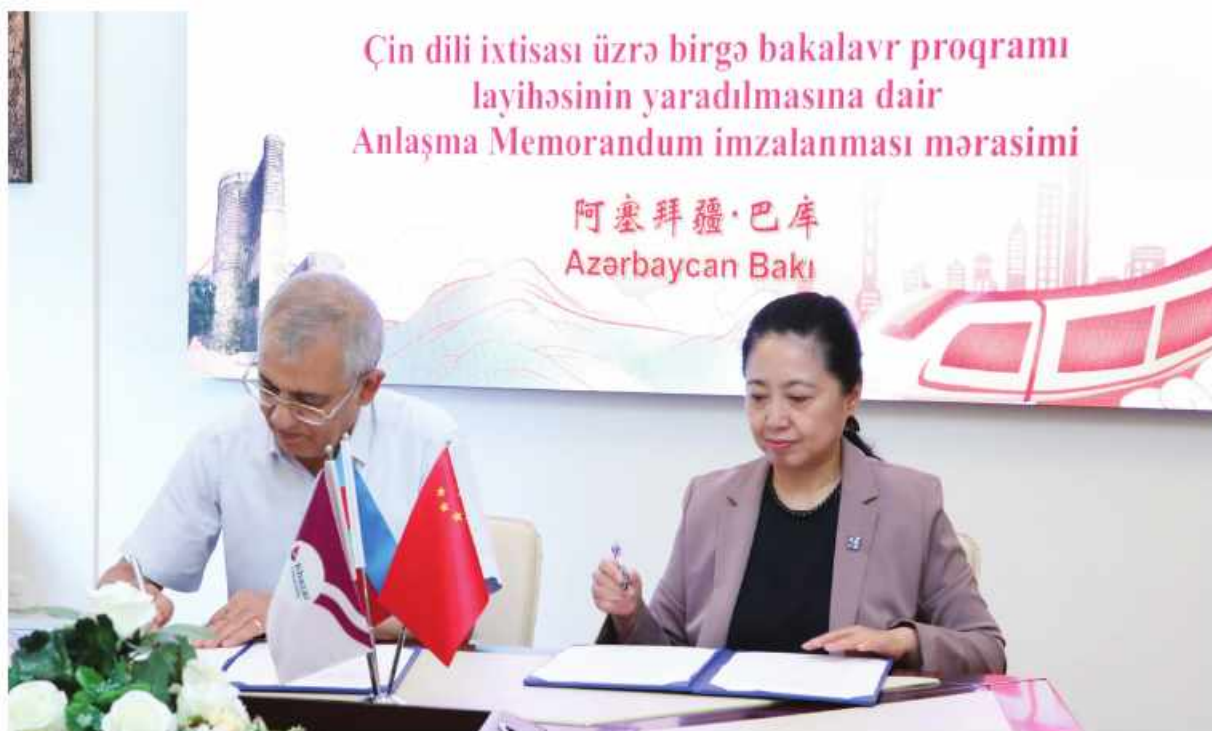 Çin dili ixtisası üzrə birgə bakalavr proqramı
layihəsinin yaradılmasına dair
Anlaşma Memorandum imzalanması mərasimi
阿塞拜疆·巴库
Azərbaycan Bakı
Khazar